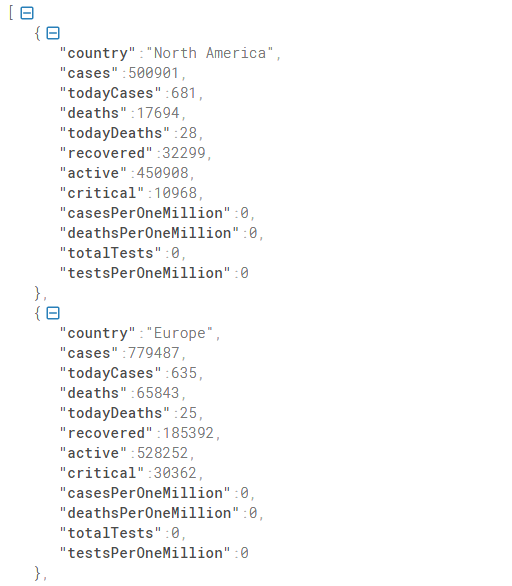 [
{
"country":"North America",
"cases":500901,
"todayCases":681,
"deaths":17694,
"todayDeaths":28,
"recovered":32299,
"active":450908,
"critical":10968,
"casesPerOneMillion":0,
"deathsPerOneMillion":0,
"totalTests":0,
"testsPerOneMillion":0
},
{
"country":"Europe",
"cases":779487,
"todayCases":635,
"deaths":65843,
"todayDeaths":25,
"recovered":185392,
"active":528252,
"critical":30362,
"casesPerOneMillion":0,
"deathsPerOneMillion":0,
"totalTests":0,
"testsPerOneMillion":0
},